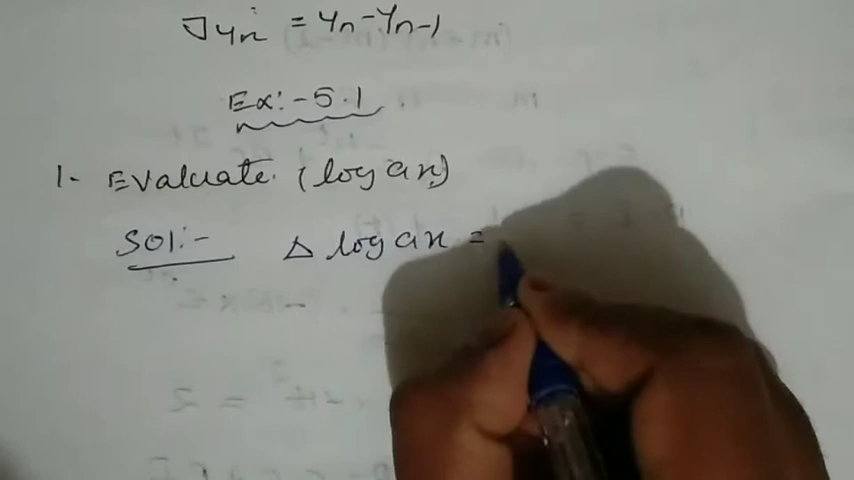 ∇yn = yn-yn-1
Ex:-5.1
1. Evaluate (log ax)
Sol:- Δ log ax =